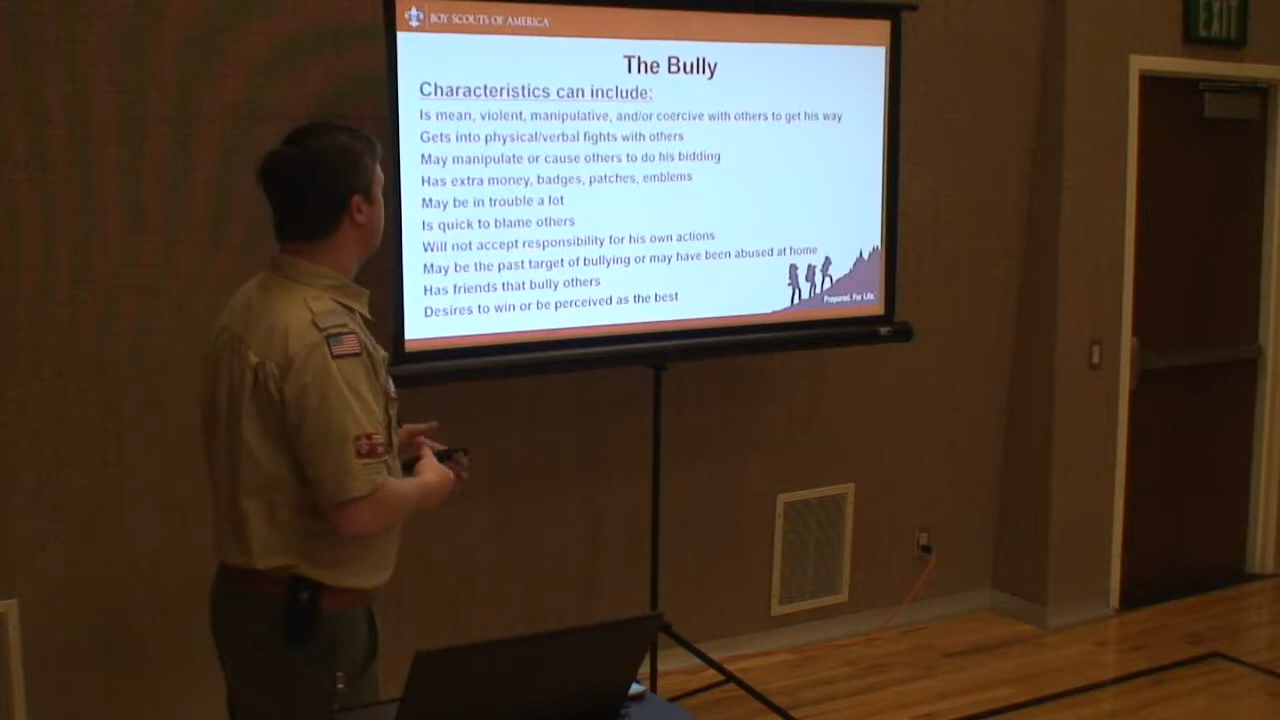 BOY SCOUTS OF AMERICA
EXIT
The Bully
Characteristics can include:
Is mean, violent, manipulative, and/or coercive with others to get his way
Gets into physical/verbal fights with others
May manipulate or cause others to do his bidding
Has extra money, badges, patches, emblems
May be in trouble a lot
Is quick to blame others
Will not accept responsibility for his own actions
May be the past target of bullying or may have been abused at home
Has friends that bully others
Desires to win or be perceived as the best
Prepared. For Life.™